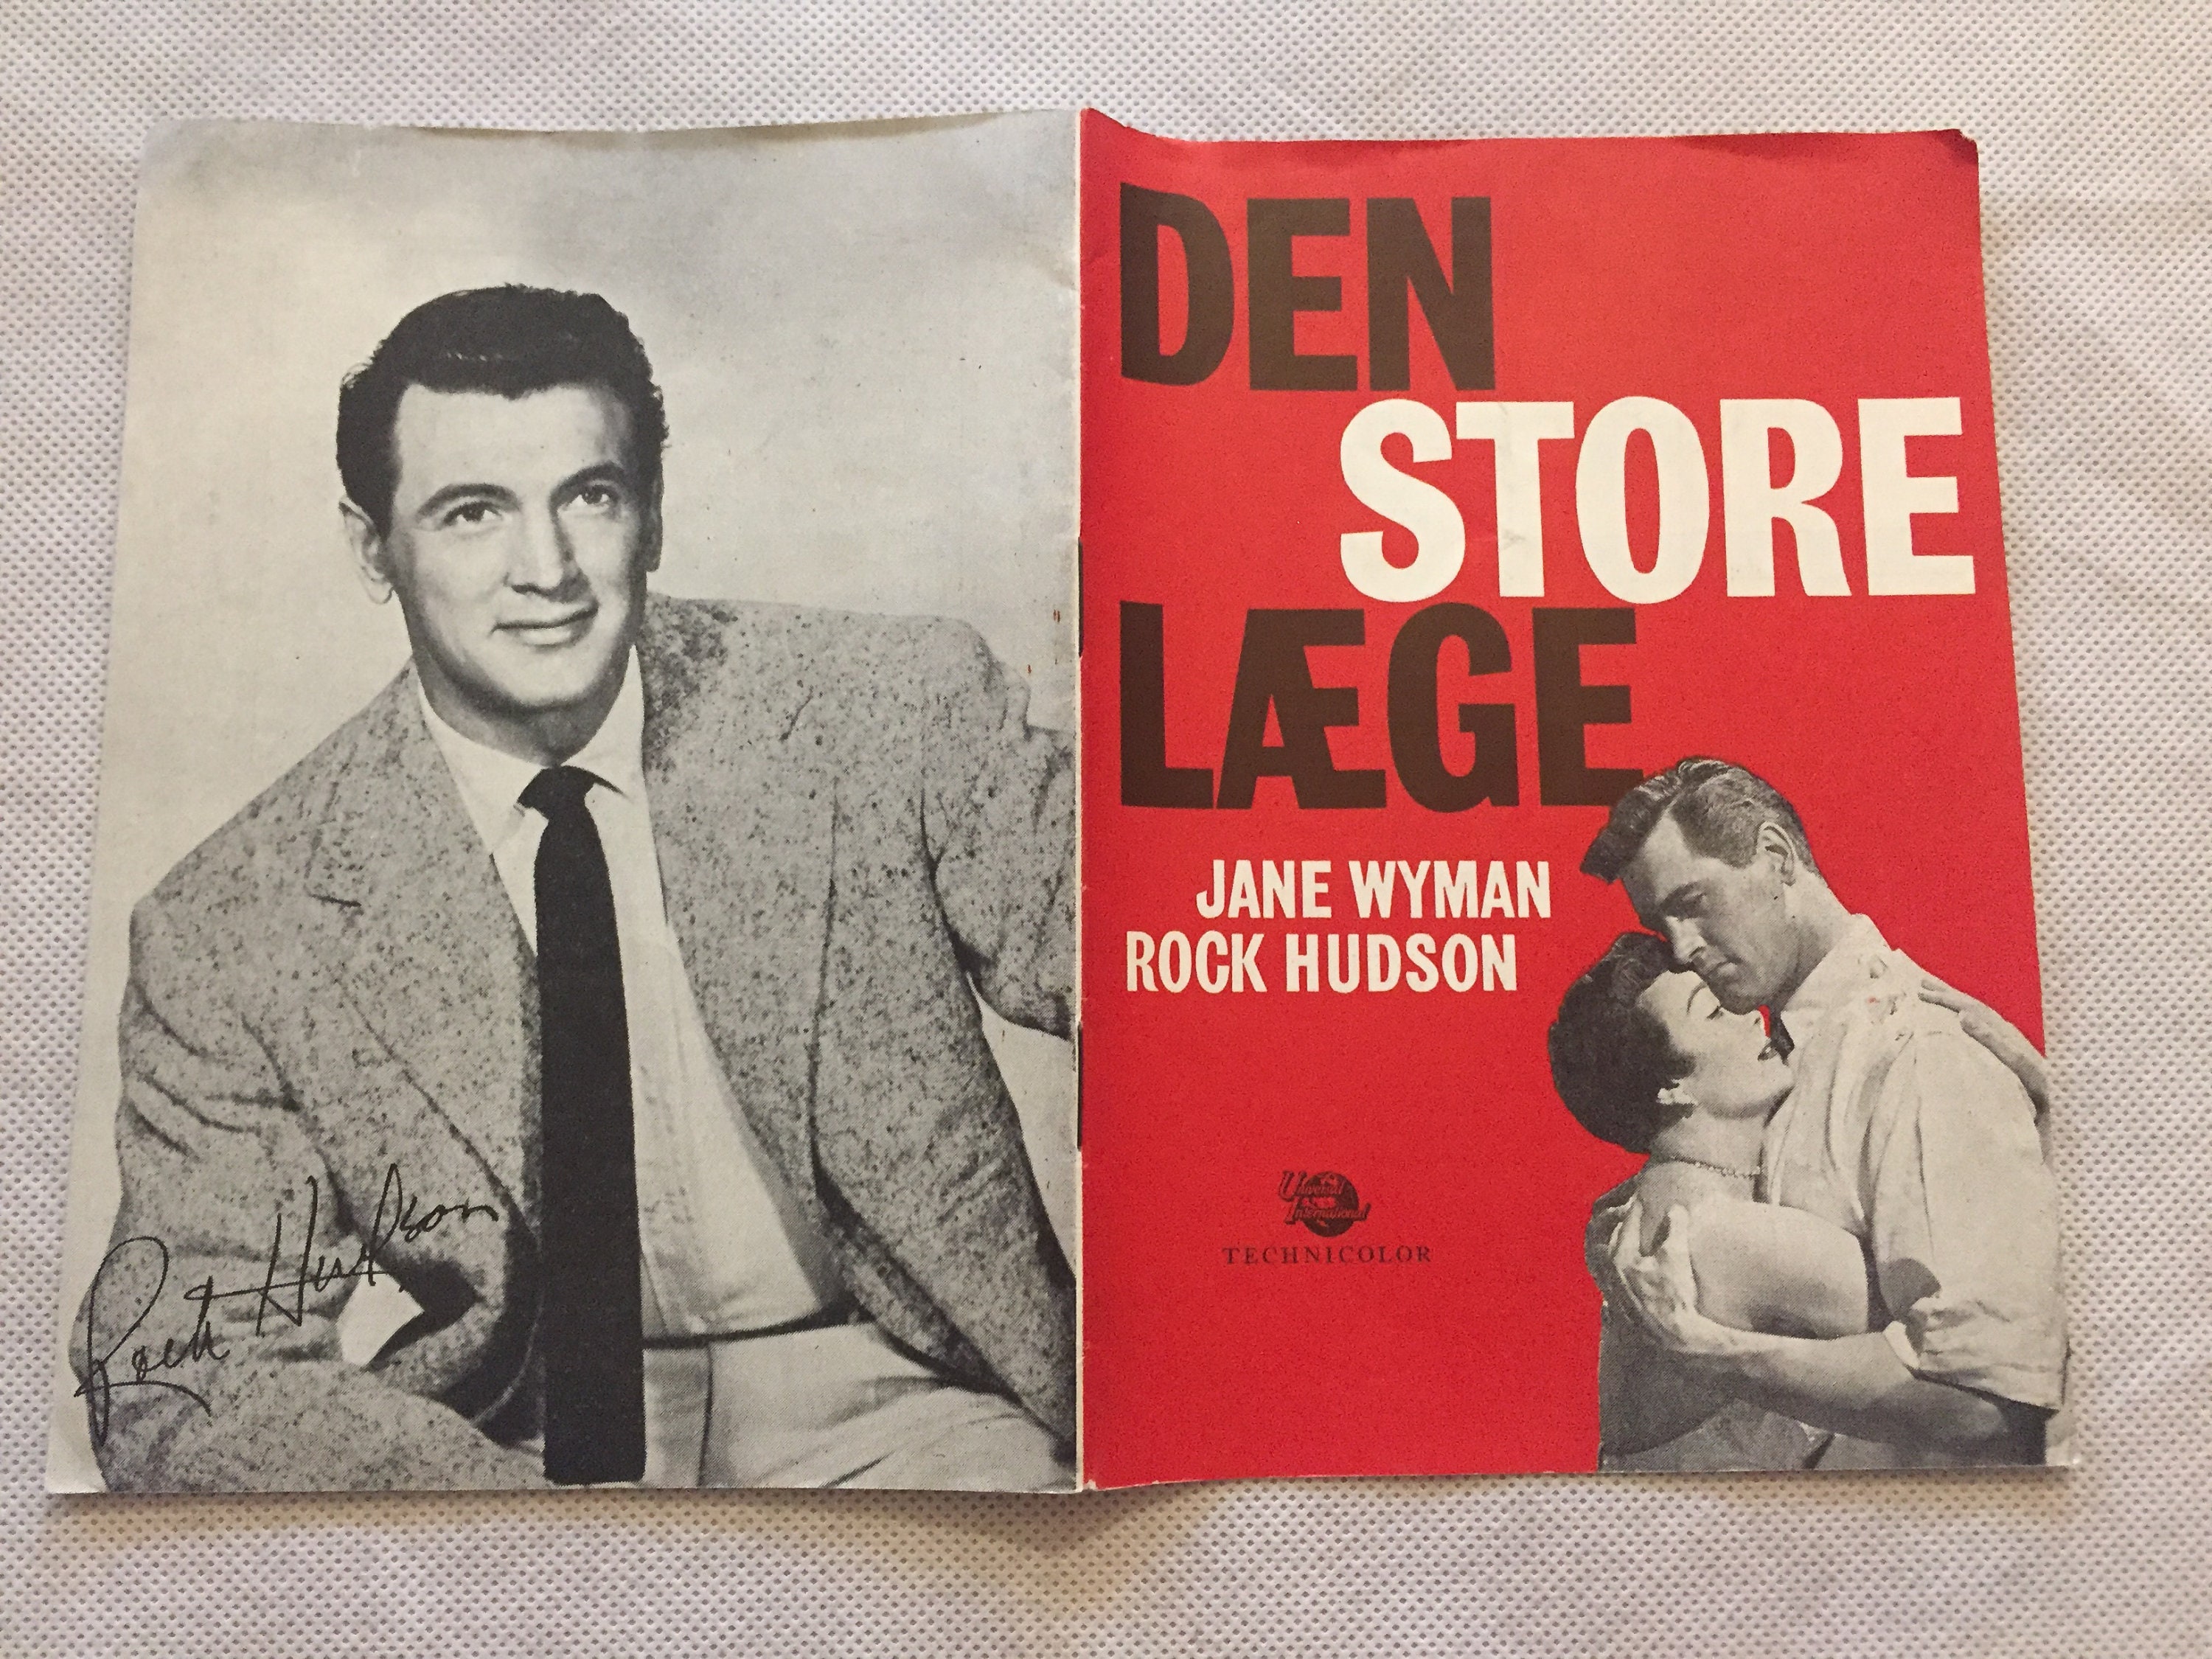 Rock Hudson
DEN
STORE
LÆGE
JANE WYMAN
ROCK HUDSON
Universal
International
TECHNICOLOR